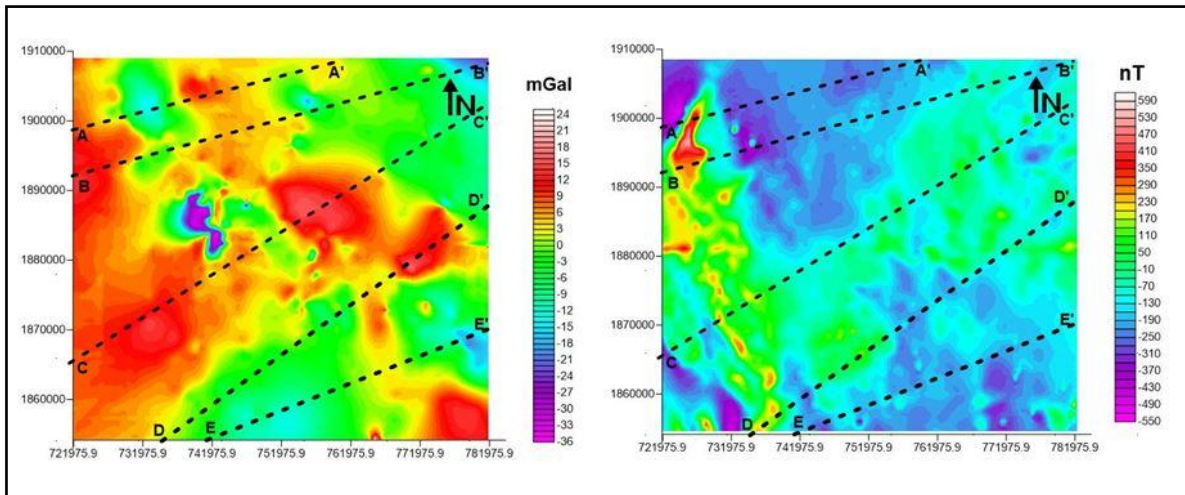 1910000
1900000
1890000
1880000
1870000
1860000
721975.9 731975.9 741975.9 751975.9 761975.9 771975.9 781975.9
A
A'
B
B'
C
C'
D
D'
E
E'
N
mGal
24
21
18
15
12
9
6
3
0
-3
-6
-9
-12
-15
-18
-21
-24
-27
-30
-33
-36
1910000
1900000
1890000
1880000
1870000
1860000
721975.9 731975.9 741975.9 751975.9 761975.9 771975.9 781975.9
A
A'
B
B'
C
C'
D
D'
E
E'
N
nT
590
530
470
410
350
290
230
170
110
50
-10
-70
-130
-190
-250
-310
-370
-430
-490
-550